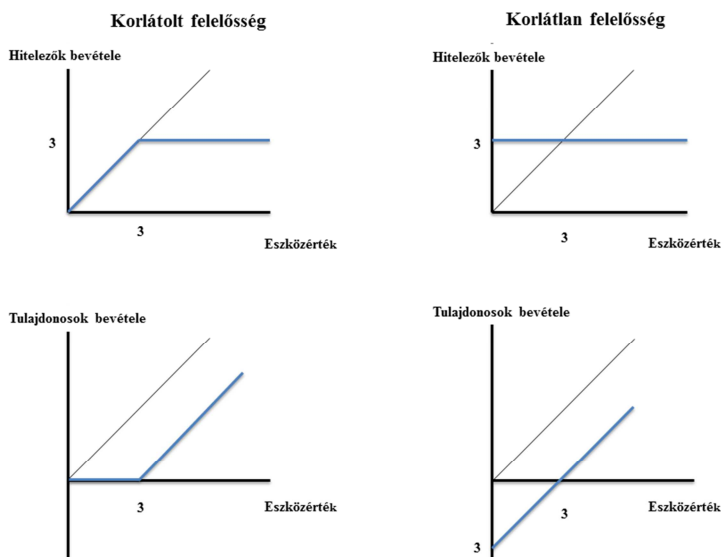 Korlátolt felelősség
Korlátlan felelősség
Hitelezők bevétele
3
3
Eszközérték
Hitelezők bevétele
3
3
Eszközérték
Tulajdonosok bevétele
3
Eszközérték
Tulajdonosok bevétele
3
3
Eszközérték